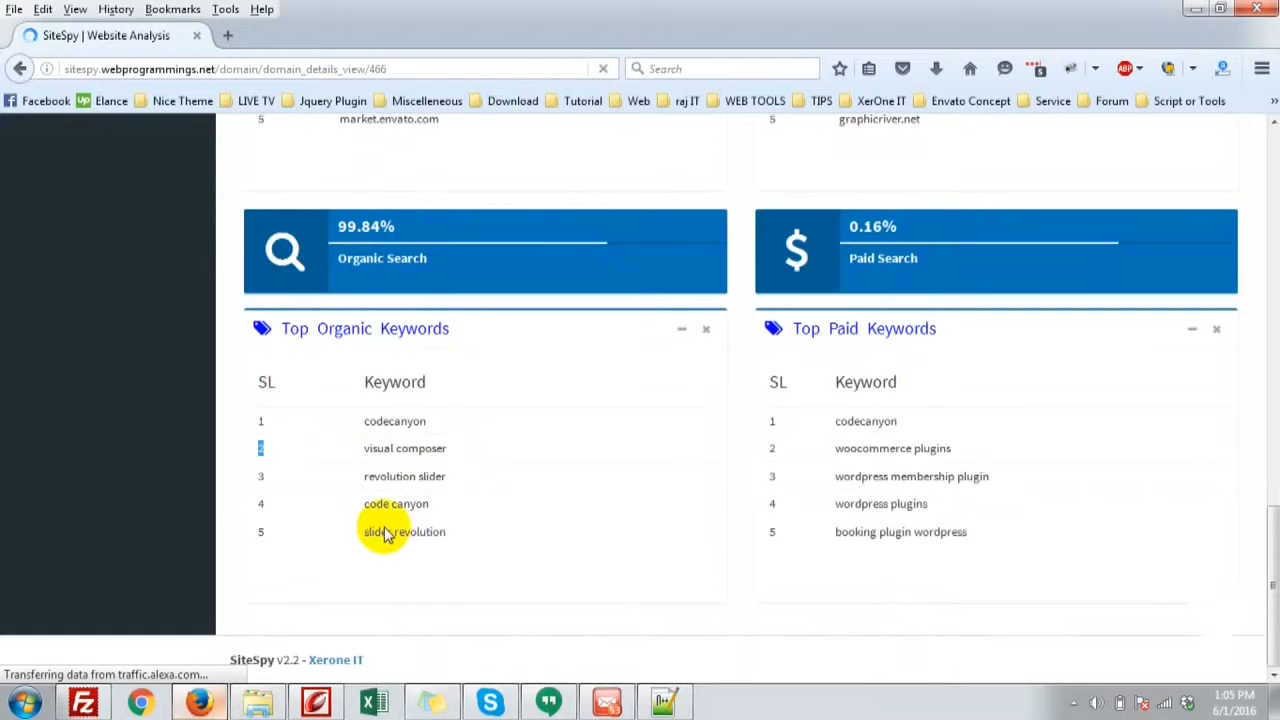 File Edit View History Bookmarks Tools Help
SiteSpy | Website Analysis
sitespy.webprogrammings.net/domain/domain_details_view/466
Search
Facebook Elance Nice Theme LIVE TV Jquery Plugin Miscelleneous Download Tutorial Web raj IT WEB TOOLS TIPS XerOne IT Envato Concept Service Forum Script or Tools
5 market.envato.com
5 graphicriver.net
99.84%
Organic Search
0.16%
Paid Search
Top Organic Keywords
SL Keyword
1 codecanyon
2 visual composer
3 revolution slider
4 code canyon
5 slider revolution
Top Paid Keywords
SL Keyword
1 codecanyon
2 woocommerce plugins
3 wordpress membership plugin
4 wordpress plugins
5 booking plugin wordpress
SiteSpy v2.2 - Xerone IT
Transferring data from traffic.alexa.com...
1:05 PM
6/1/2016